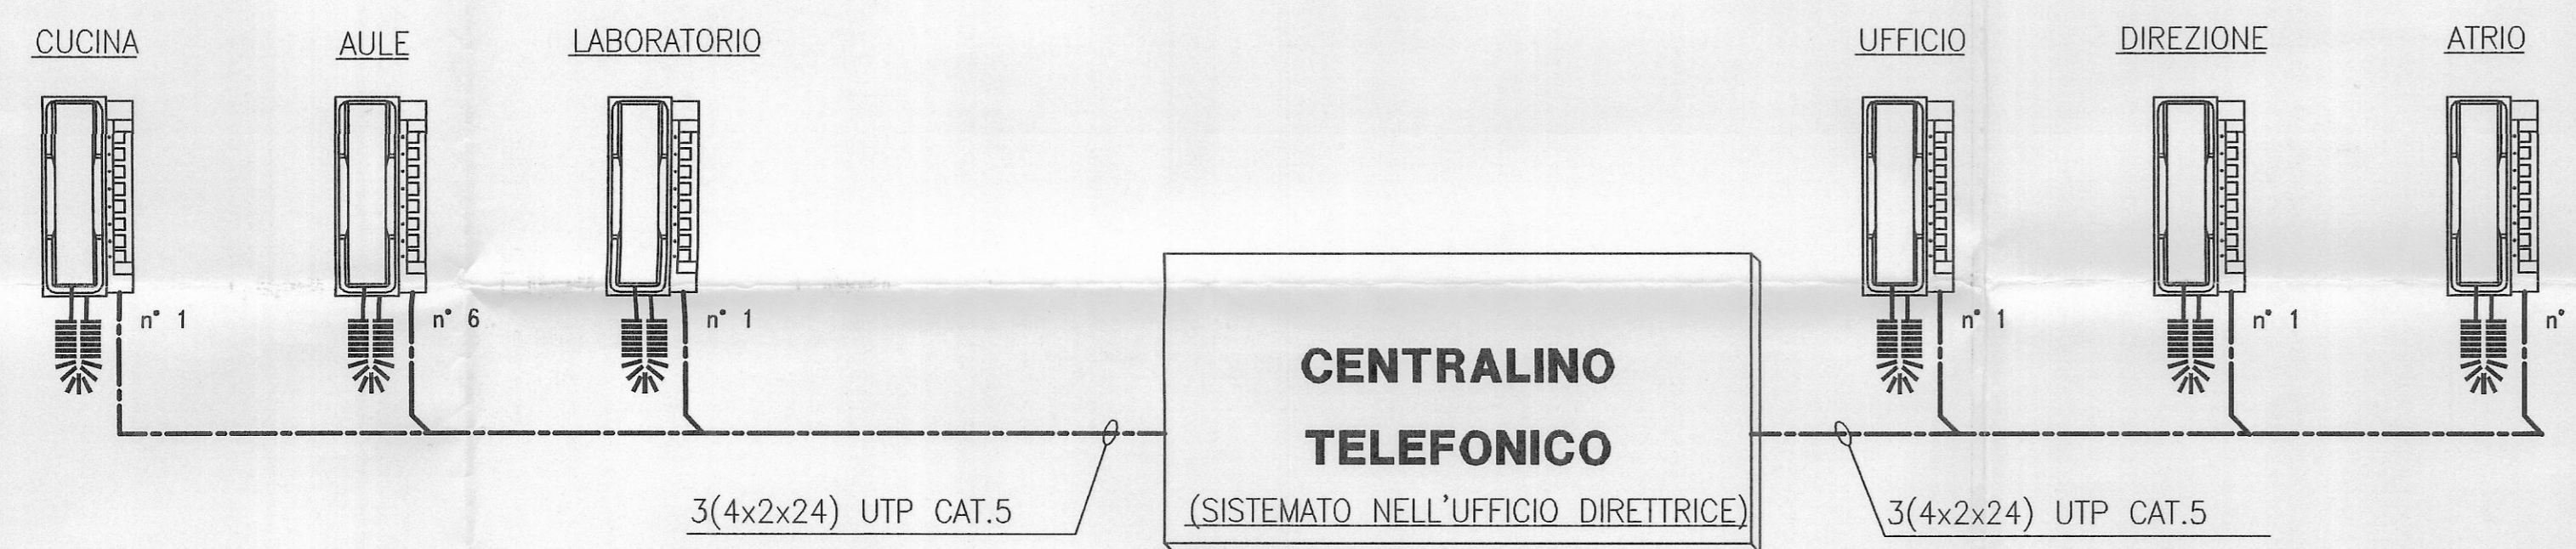 CUCINA AULE LABORATORIO UFFICIO DIREZIONE ATRIO
n° 1 n° 6 n° 1 n° 1 n° 1 n°
CENTRALINO
TELEFONICO
(SISTEMATO NELL'UFFICIO DIRETTRICE)
3(4x2x24) UTP CAT.5
3(4x2x24) UTP CAT.5